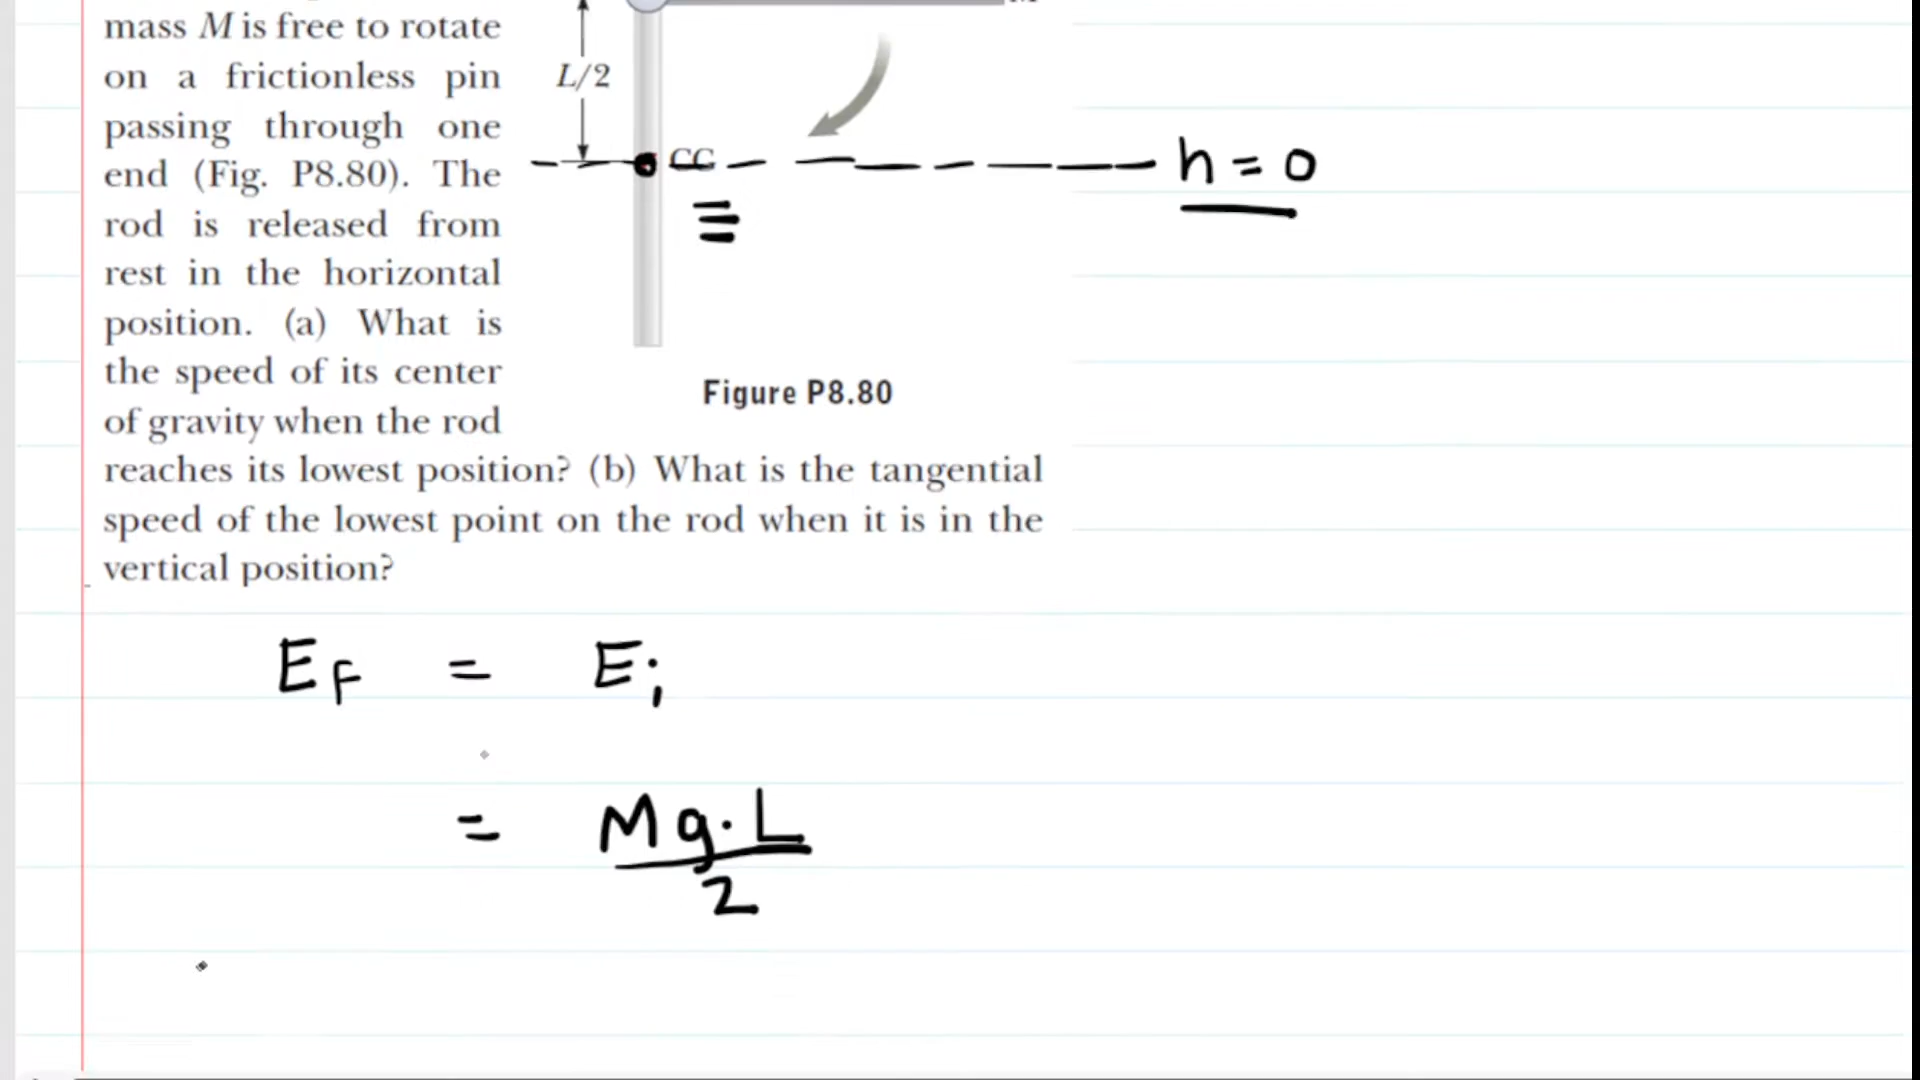 mass M is free to rotate
on a frictionless pin
passing through one
end (Fig. P8.80). The
rod is released from
rest in the horizontal
position. (a) What is
the speed of its center
of gravity when the rod
reaches its lowest position? (b) What is the tangential
speed of the lowest point on the rod when it is in the
vertical position?
L/2
CG
h = 0
Figure P8.80
EF = Ei
= Mg·L
2